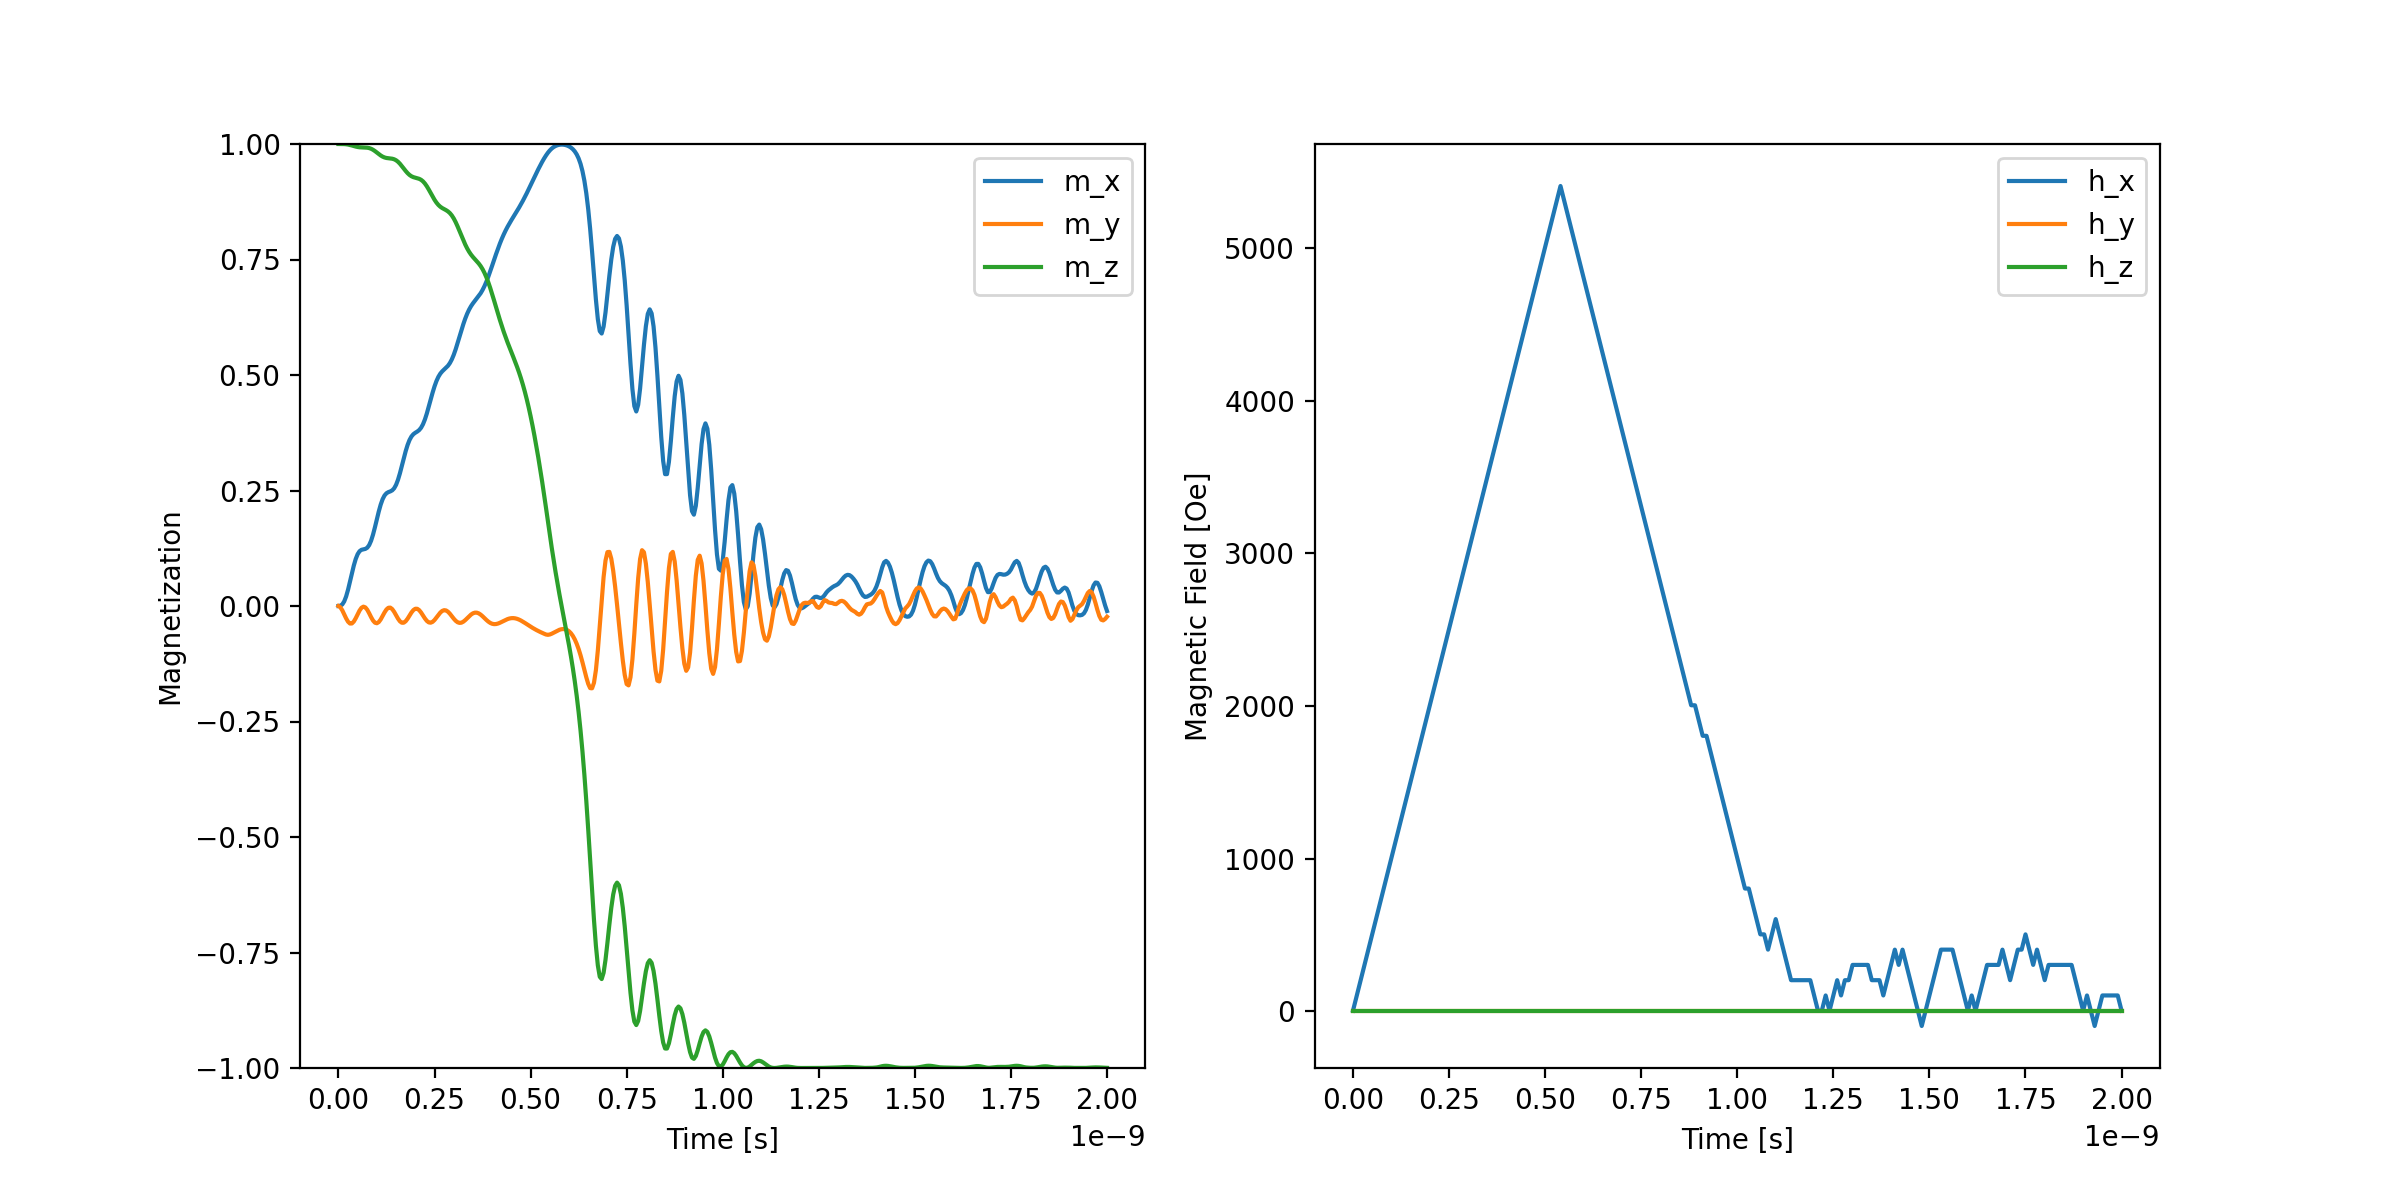 1.00
0.75
0.50
0.25
0.00
−0.25
−0.50
−0.75
−1.00
Magnetization
m_x
m_y
m_z
0.00 0.25 0.50 0.75 1.00 1.25 1.50 1.75 2.00
Time [s]
1e−9
5000
4000
3000
2000
1000
0
Magnetic Field [Oe]
h_x
h_y
h_z
0.00 0.25 0.50 0.75 1.00 1.25 1.50 1.75 2.00
Time [s]
1e−9